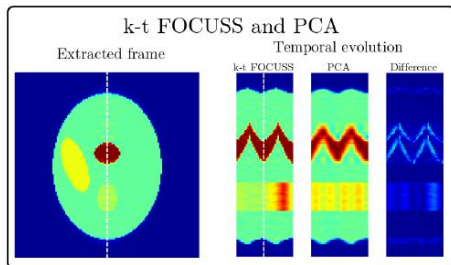 k-t FOCUSS and PCA
Extracted frame
Temporal evolution
k-t FOCUSS PCA Difference